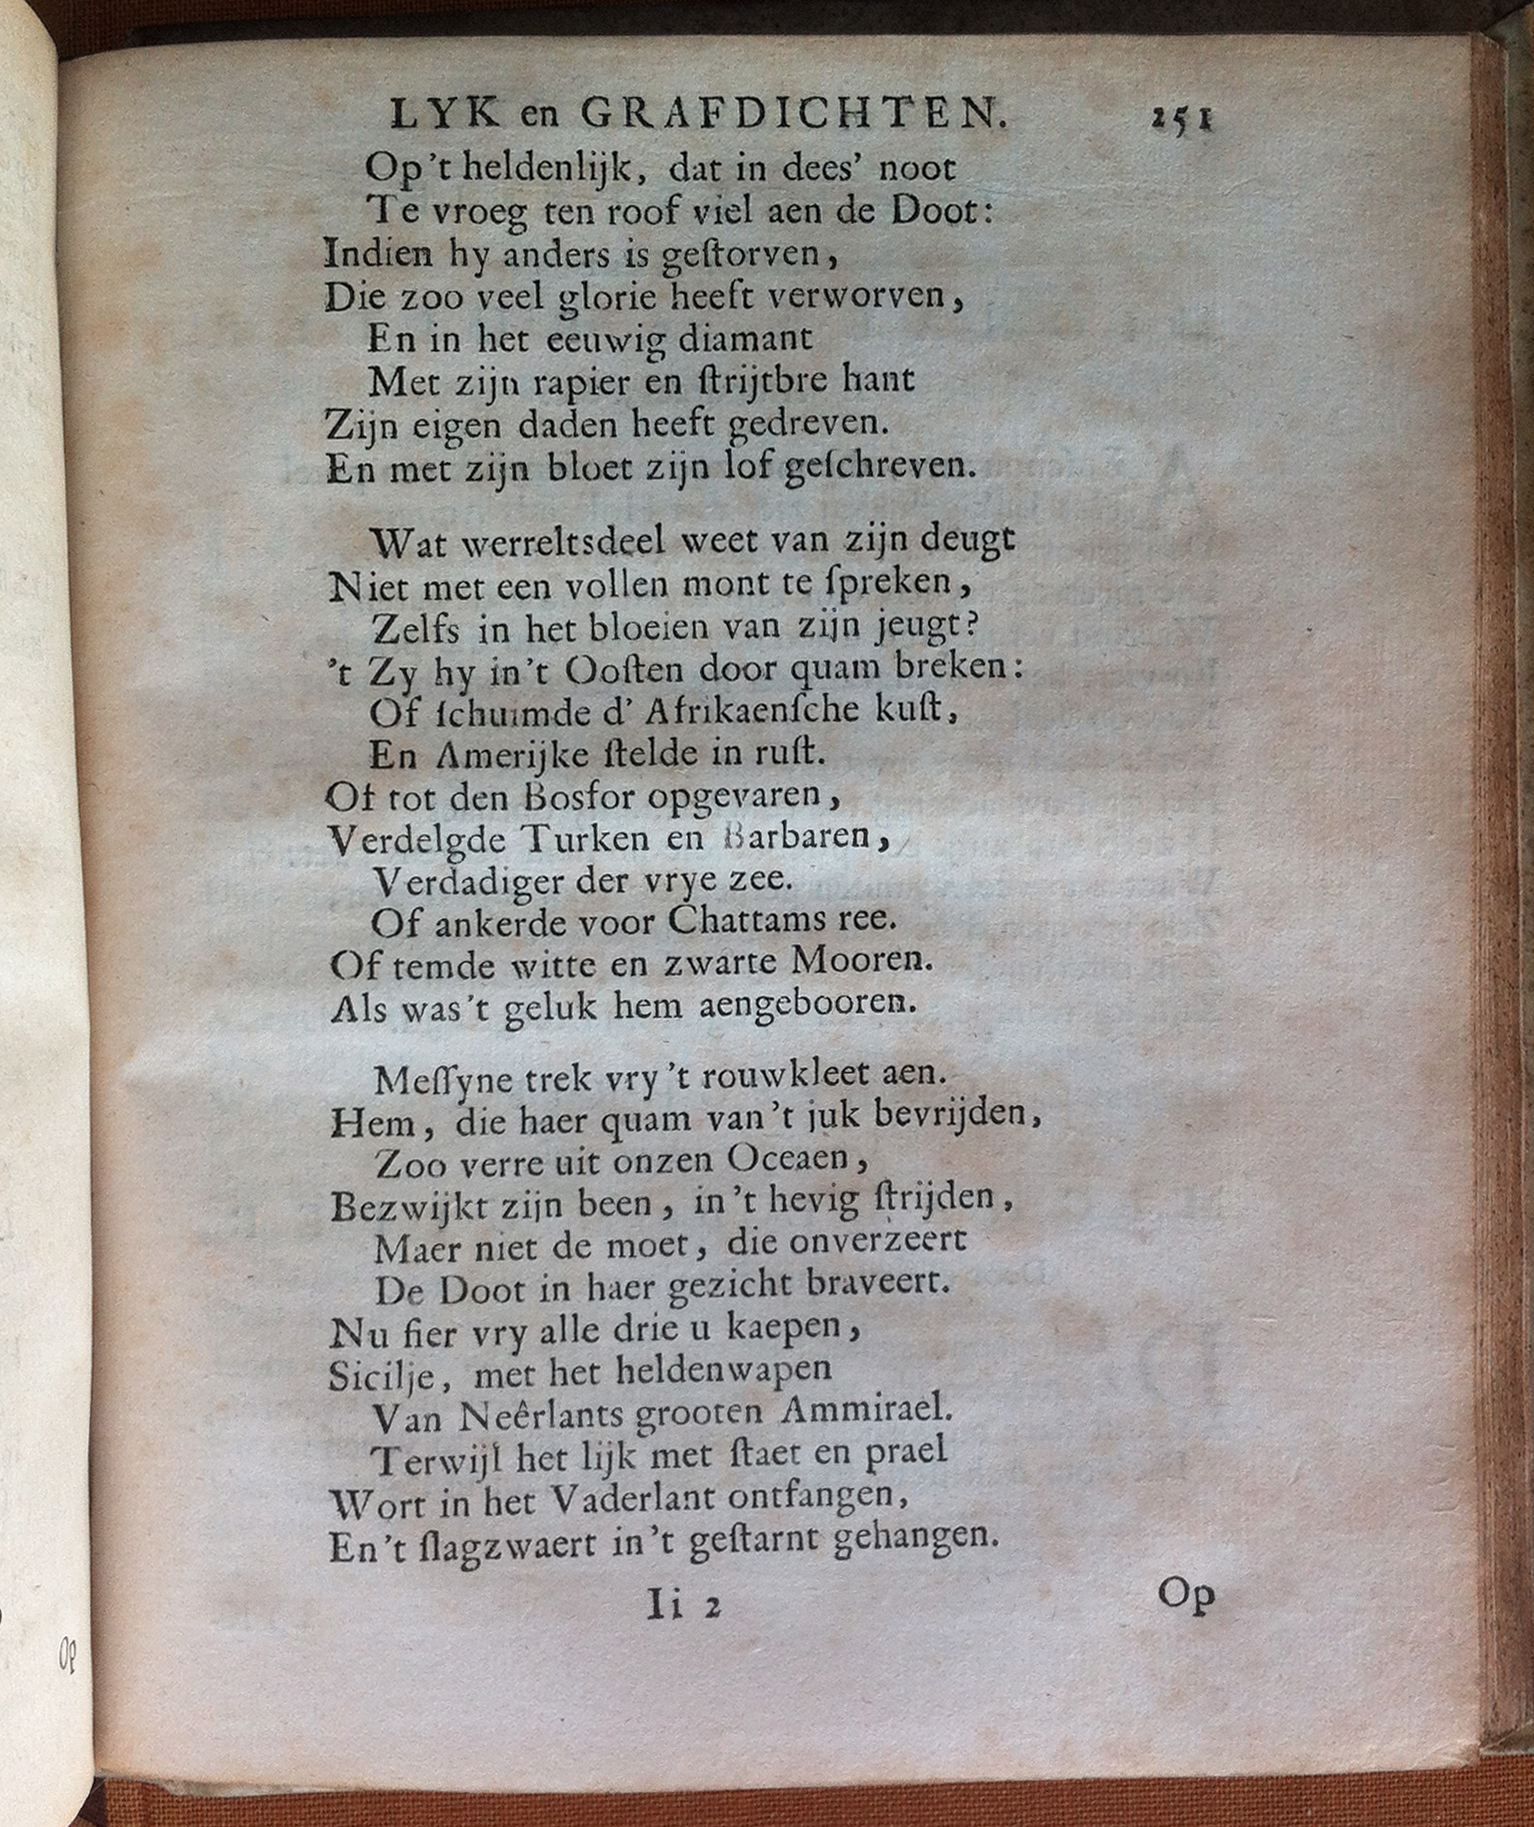 LYK en GRAFDICHTEN. 251
Op 't heldenlijk, dat in dees' noot
Te vroeg ten roof viel aen de Doot:
Indien hy anders is geſtorven,
Die zoo veel glorie heeft verworven,
En in het eeuwig diamant
Met zijn rapier en ſtrijtbre hant
Zijn eigen daden heeft gedreven.
En met zijn bloet zijn lof geſchreven.
Wat werreltsdeel weet van zijn deugt
Niet met een vollen mont te ſpreken,
Zelfs in het bloeien van zijn jeugt?
't Zy hy in't Ooſten door quam breken:
Of ſchuimde d' Afrikaenſche kuſt,
En Amerijke ſtelde in ruſt.
Of tot den Bosfor opgevaren,
Verdelgde Turken en Barbaren,
Verdadiger der vrye zee.
Of ankerde voor Chattams ree.
Of temde witte en zwarte Mooren.
Als was 't geluk hem aengebooren.
Meſſyne trek vry 't rouwkleet aen.
Hem, die haer quam van 't juk bevrijden,
Zoo verre uit onzen Oceaen,
Bezwijkt zijn been, in 't hevig ſtrijden,
Maer niet de moet, die onverzeert
De Doot in haer gezicht braveert.
Nu fier vry alle drie u kaepen,
Sicilje, met het heldenwapen
Van Neêrlants grooten Ammirael.
Terwijl het lijk met ſtaet en prael
Wort in het Vaderlant ontfangen,
En 't ſlagzwaert in 't geſtarnt gehangen.
Ii 2 Op
Op